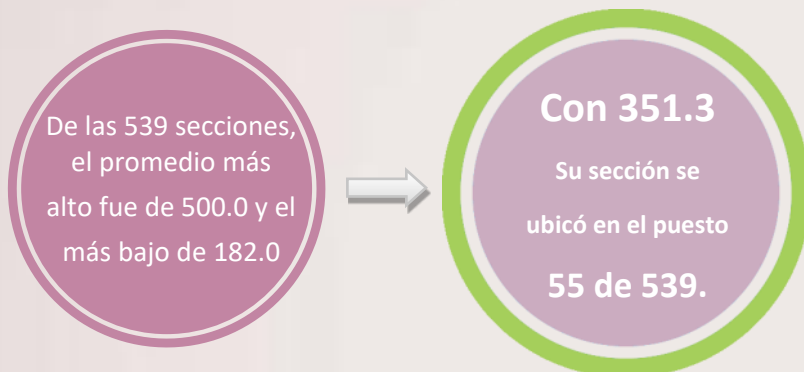 De las 539 secciones,
el promedio más
alto fue de 500.0 y el
más bajo de 182.0
Con 351.3
Su sección se
ubicó en el puesto
55 de 539.